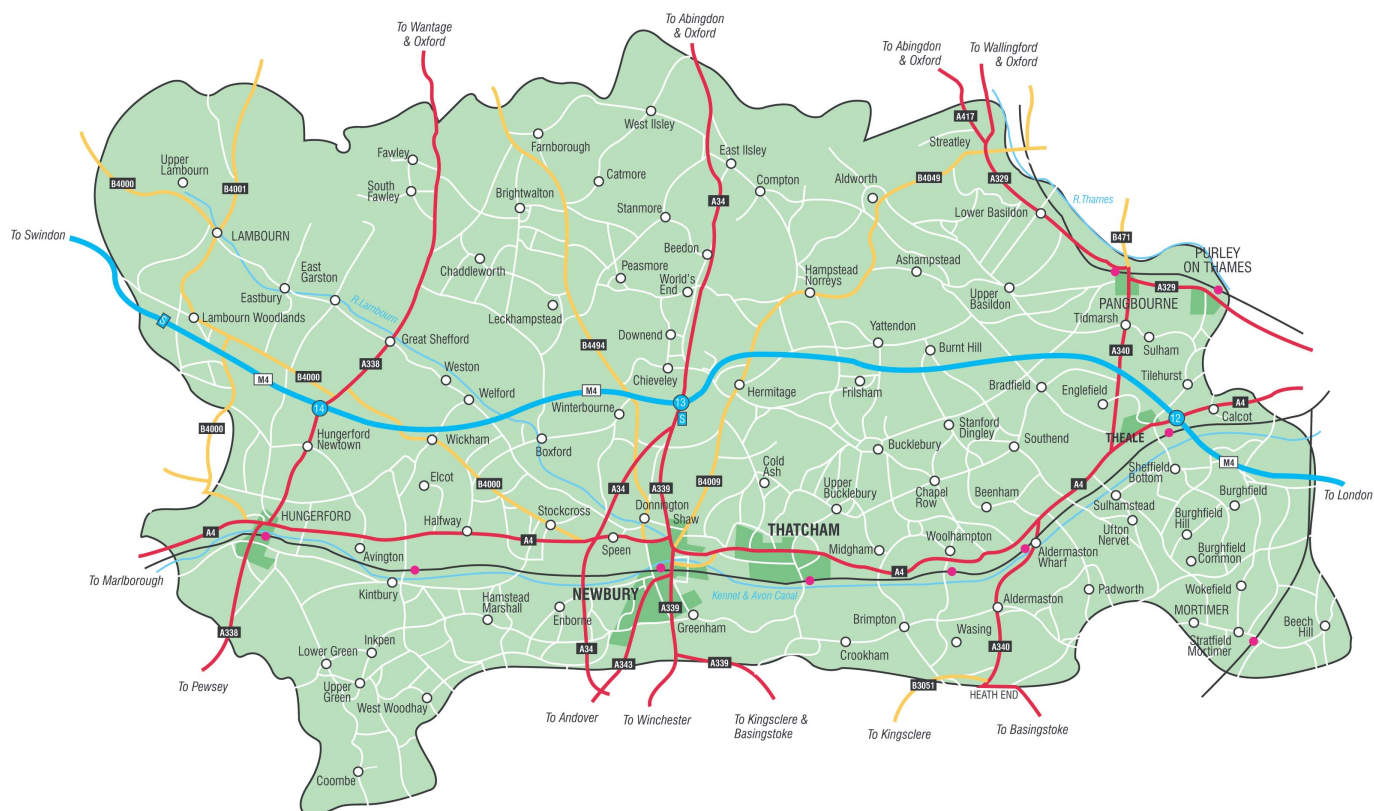 To Wantage
& Oxford
To Abingdon
& Oxford
To Abingdon
& Oxford
To Wallingford
& Oxford
A417
West Ilsley
Streatley
Farnborough
Fawley
East Ilsley
Upper
Lambourn
B4000
B4001
South
Fawley
Catmore
Compton
Aldworth
B4049
A329
Brightwalton
A34
R.Thames
Stanmore
Lower Basildon
To Swindon
LAMBOURN
B471
Beedon
PURLEY
ON THAMES
East
Garston
Chaddleworth
Peasmore
Hampstead
Norreys
Ashampstead
Eastbury
World's
End
Upper
Basildon
A329
R.Lambourn
Leckhampstead
PANGBOURNE
Lambourn Woodlands
S
Tidmarsh
Great Shefford
Downend
Yattendon
B4494
Burnt Hill
A340
Sulham
A338
Chieveley
Weston
B4000
M4
Hermitage
Frilsham
Bradfield
Englefield
Tilehurst
Welford
M4
14
13
S
Winterbourne
12
A4
Calcot
B4000
Stanford
Dingley
THEALE
Hungerford
Newtown
Wickham
Boxford
Bucklebury
Southend
M4
Elcot
B4000
A34
A339
B4009
Cold
Ash
Upper
Bucklebury
Chapel
Row
Beenham
A4
Sheffield
Bottom
Sulhamstead
Burghfield
To London
HUNGERFORD
Halfway
Stockcross
Donnington
Shaw
THATCHAM
Ufton
Nervet
Burghfield
Hill
A4
A4
Speen
Midgham
Woolhampton
Aldermaston
Wharf
Burghfield
Common
Avington
A4
To Marlborough
Kintbury
NEWBURY
Kennet & Avon Canal
Padworth
Wokefield
Hamstead
Marshall
Enborne
A339
Greenham
Aldermaston
MORTIMER
Beech
Hill
A338
Inkpen
A34
A343
A339
Brimpton
Crookham
Wasing
A340
Stratfield
Mortimer
Lower Green
To Pewsey
Upper
Green
West Woodhay
B3051
HEATH END
To Andover
To Winchester
To Kingsclere &
Basingstoke
To Kingsclere
To Basingstoke
Coombe